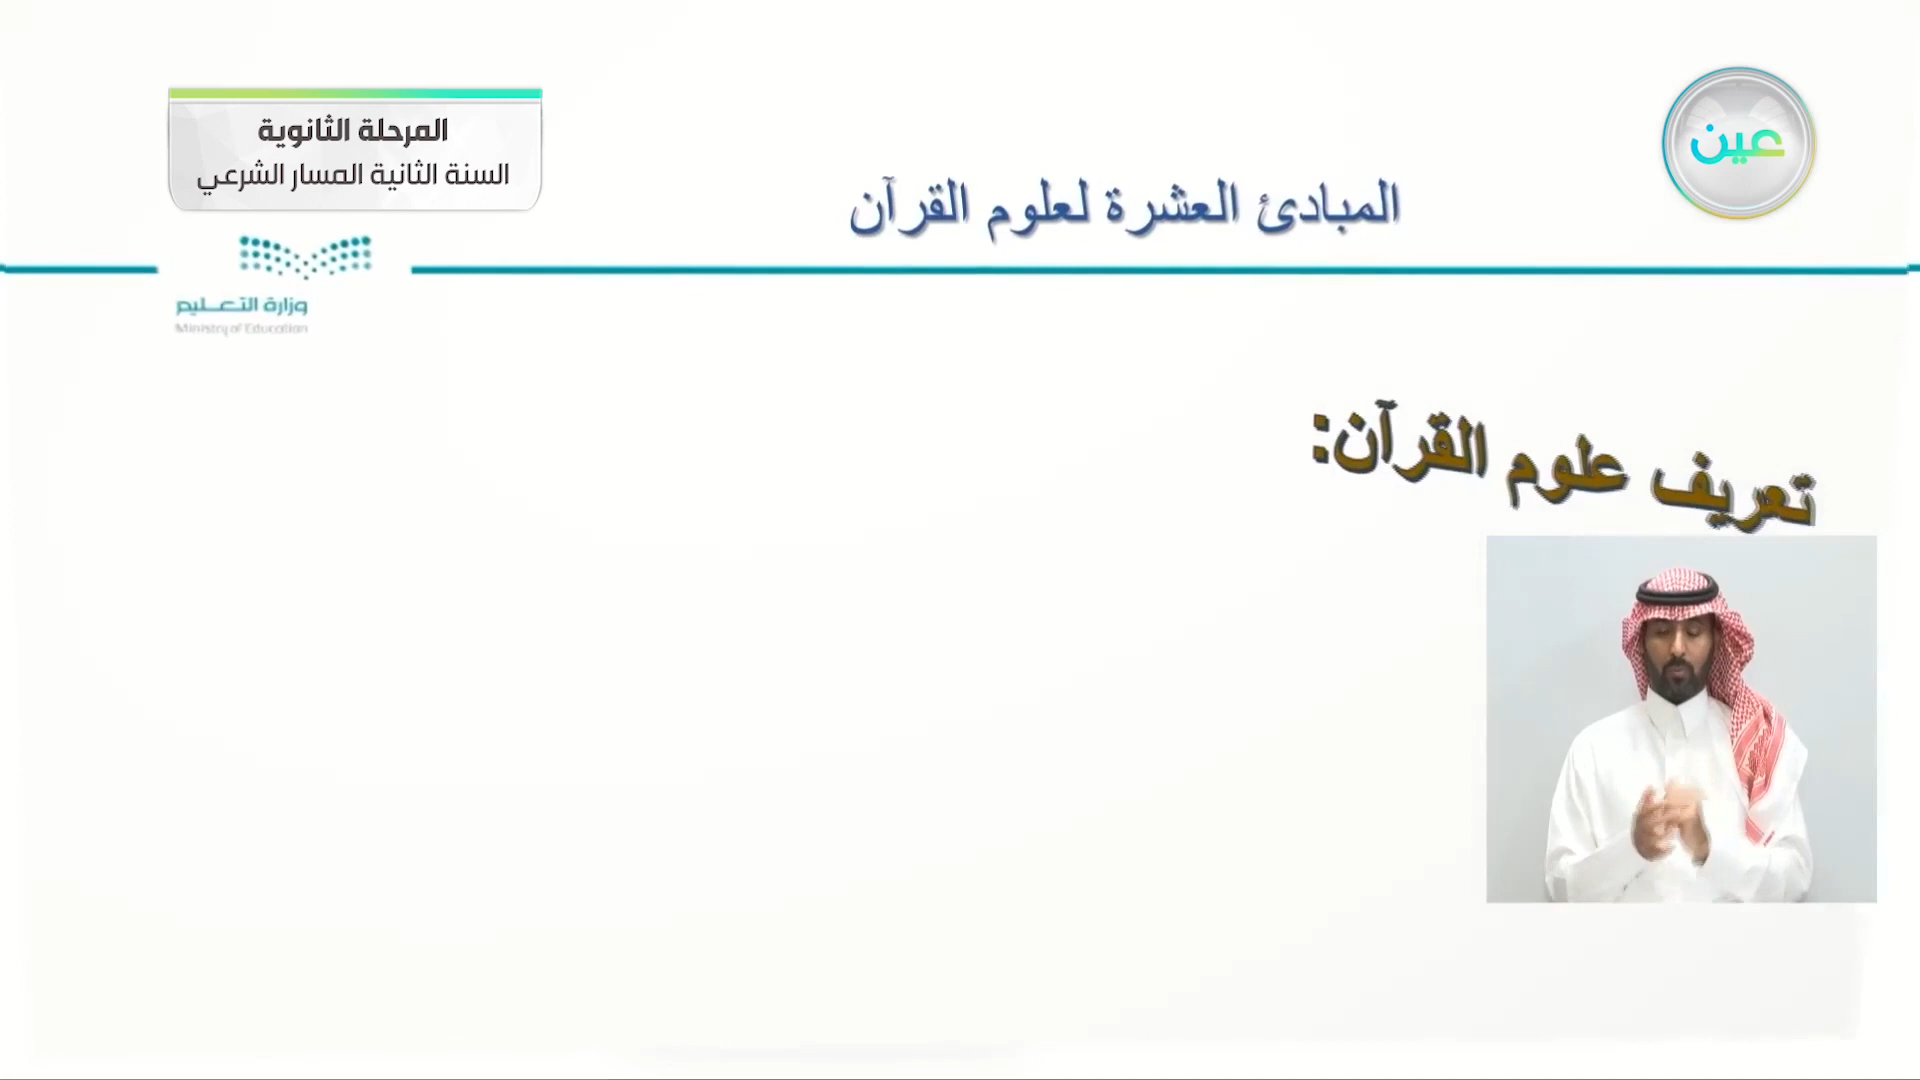 المرحلة الثانوية
السنة الثانية المسار الشرعي
عين
المبادئ العشرة لعلوم القرآن
وزارة التعليم
Ministry of Education
تعريف علوم القرآن: